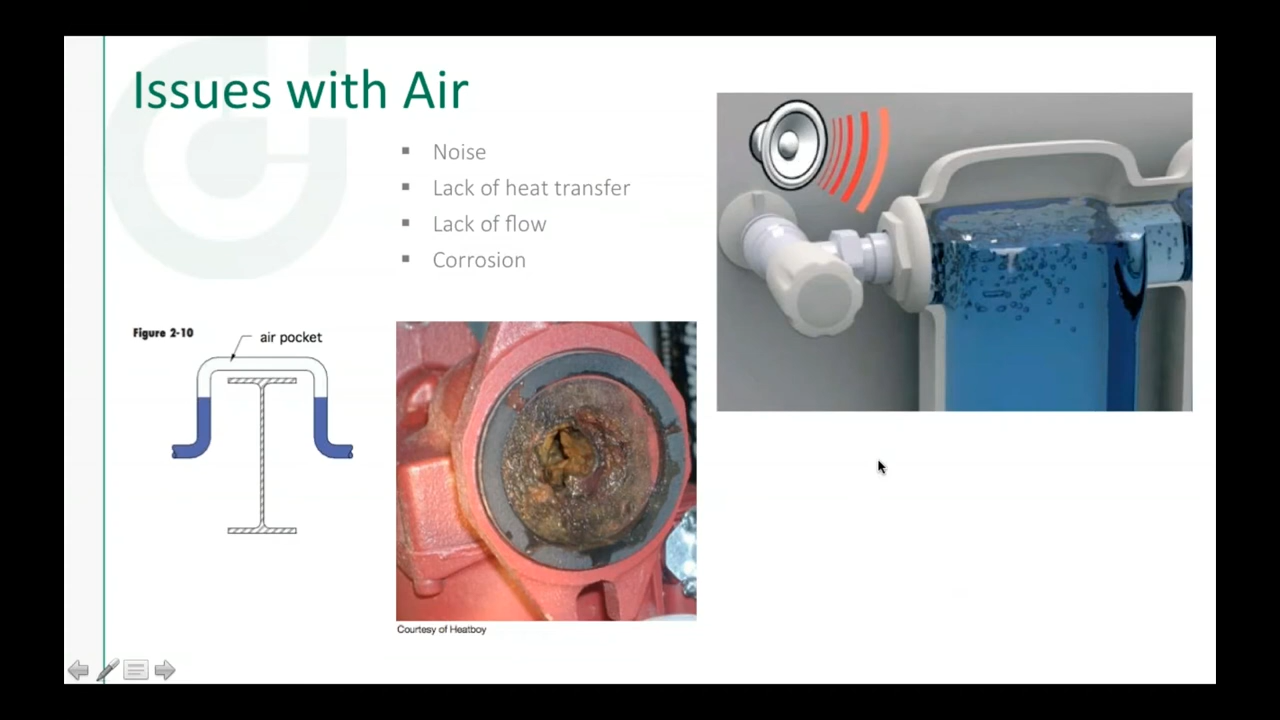 Issues with Air
Noise
Lack of heat transfer
Lack of flow
Corrosion
Figure 2-10
air pocket
Courtesy of Heatboy